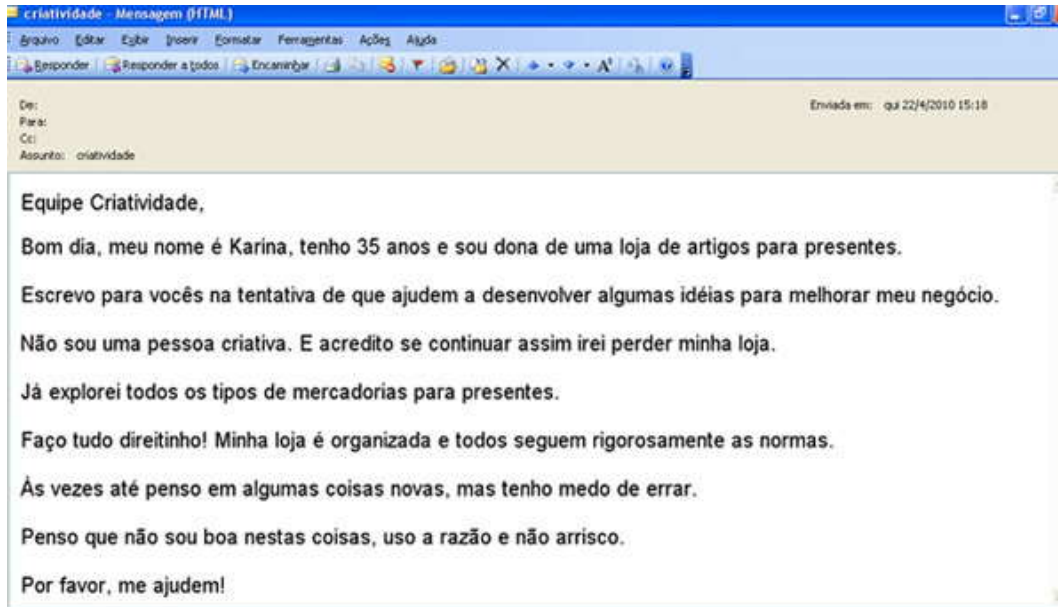 criatividade - Mensagem (HTML)
Arquivo Editar Exibir Inserir Formatar Ferramentas Ações Ajuda
Responder Responder a todos Encaminhar
De: Enviada em: qui 22/4/2010 15:18
Para:
Cc:
Assunto: criatividade
Equipe Criatividade,
Bom dia, meu nome é Karina, tenho 35 anos e sou dona de uma loja de artigos para presentes.
Escrevo para vocês na tentativa de que ajudem a desenvolver algumas idéias para melhorar meu negócio.
Não sou uma pessoa criativa. E acredito se continuar assim irei perder minha loja.
Já explorei todos os tipos de mercadorias para presentes.
Faço tudo direitinho! Minha loja é organizada e todos seguem rigorosamente as normas.
Às vezes até penso em algumas coisas novas, mas tenho medo de errar.
Penso que não sou boa nestas coisas, uso a razão e não arrisco.
Por favor, me ajudem!